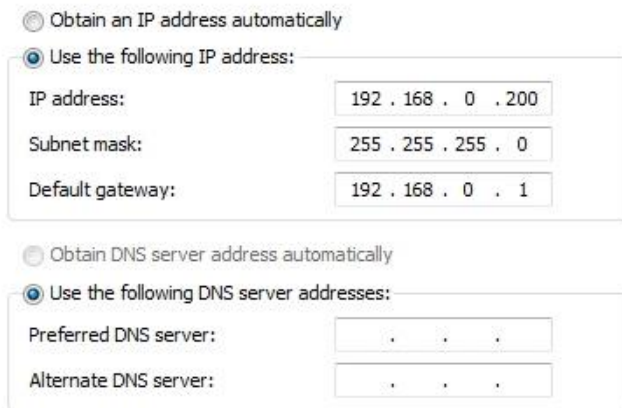 Obtain an IP address automatically
Use the following IP address:
IP address: 192 . 168 . 0 . 200
Subnet mask: 255 . 255 . 255 . 0
Default gateway: 192 . 168 . 0 . 1
Obtain DNS server address automatically
Use the following DNS server addresses:
Preferred DNS server: . . .
Alternate DNS server: . . .